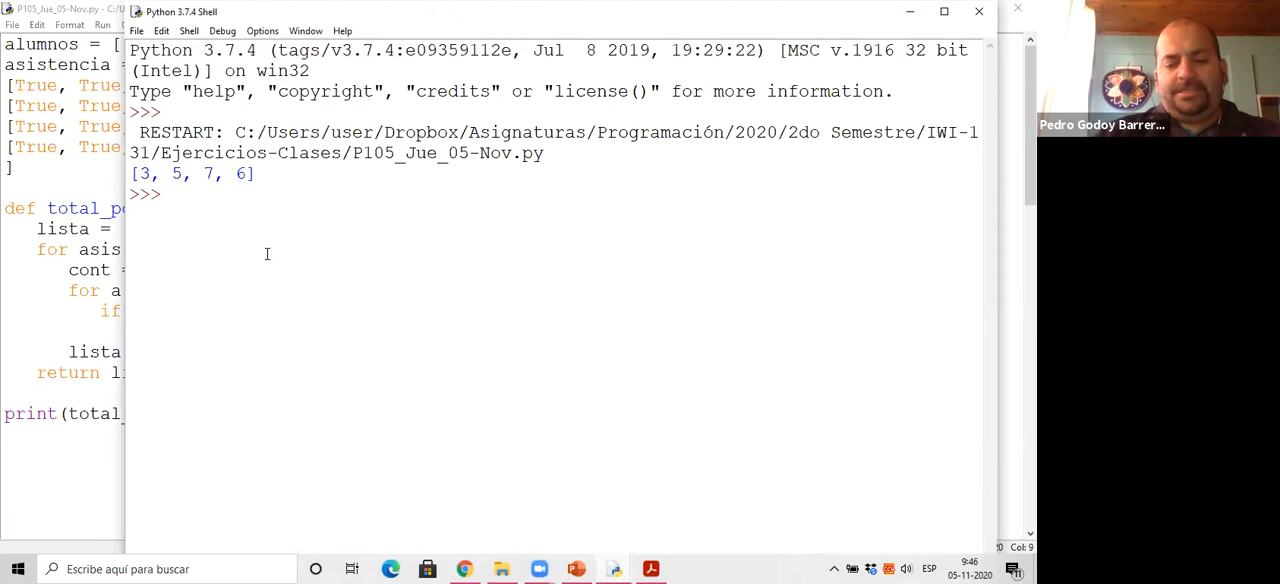 P105_Jue_05-Nov.py - C:/U
File Edit Format Run
alumnos = [
asistencia =
[True, True,
[True, True,
[True, True,
[True, True,
]
def total_p
lista =
for asis
cont =
for a
if
lista
return li
print(total_
Python 3.7.4 Shell
File Edit Shell Debug Options Window Help
Python 3.7.4 (tags/v3.7.4:e09359112e, Jul 8 2019, 19:29:22) [MSC v.1916 32 bit
(Intel)] on win32
Type "help", "copyright", "credits" or "license()" for more information.
>>>
RESTART: C:/Users/user/Dropbox/Asignaturas/Programación/2020/2do Semestre/IWI-1
31/Ejercicios-Clases/P105_Jue_05-Nov.py
[3, 5, 7, 6]
>>>
Pedro Godoy Barrer...
20 Col: 9
Escribe aquí para buscar
ESP
9:46
05-11-2020
11